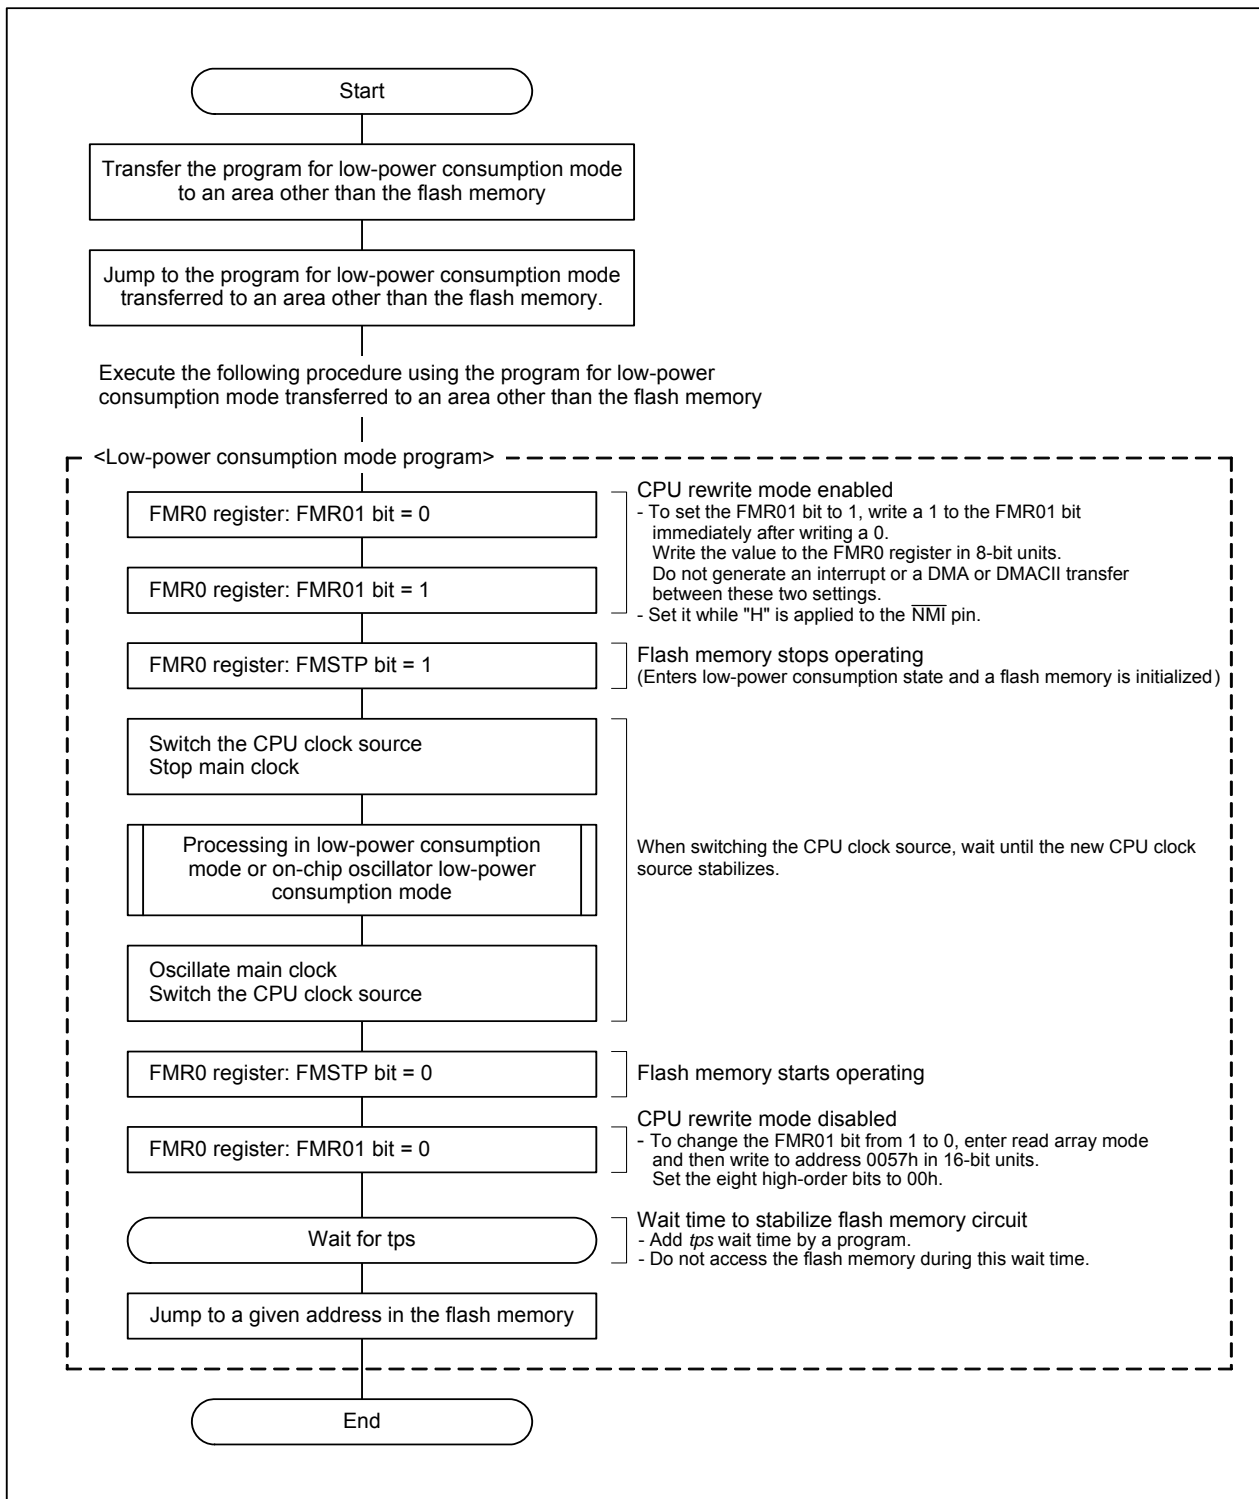 Start
Transfer the program for low-power consumption mode
to an area other than the flash memory
Jump to the program for low-power consumption mode
transferred to an area other than the flash memory.
Execute the following procedure using the program for low-power
consumption mode transferred to an area other than the flash memory
<Low-power consumption mode program>
FMR0 register: FMR01 bit = 0
FMR0 register: FMR01 bit = 1
CPU rewrite mode enabled
- To set the FMR01 bit to 1, write a 1 to the FMR01 bit
immediately after writing a 0.
Write the value to the FMR0 register in 8-bit units.
Do not generate an interrupt or a DMA or DMACII transfer
between these two settings.
- Set it while "H" is applied to the N̅M̅I̅ pin.
FMR0 register: FMSTP bit = 1
Flash memory stops operating
(Enters low-power consumption state and a flash memory is initialized)
Switch the CPU clock source
Stop main clock
Processing in low-power consumption
mode or on-chip oscillator low-power
consumption mode
When switching the CPU clock source, wait until the new CPU clock
source stabilizes.
Oscillate main clock
Switch the CPU clock source
FMR0 register: FMSTP bit = 0
Flash memory starts operating
FMR0 register: FMR01 bit = 0
CPU rewrite mode disabled
- To change the FMR01 bit from 1 to 0, enter read array mode
and then write to address 0057h in 16-bit units.
Set the eight high-order bits to 00h.
Wait for tps
Wait time to stabilize flash memory circuit
- Add tps wait time by a program.
- Do not access the flash memory during this wait time.
Jump to a given address in the flash memory
End